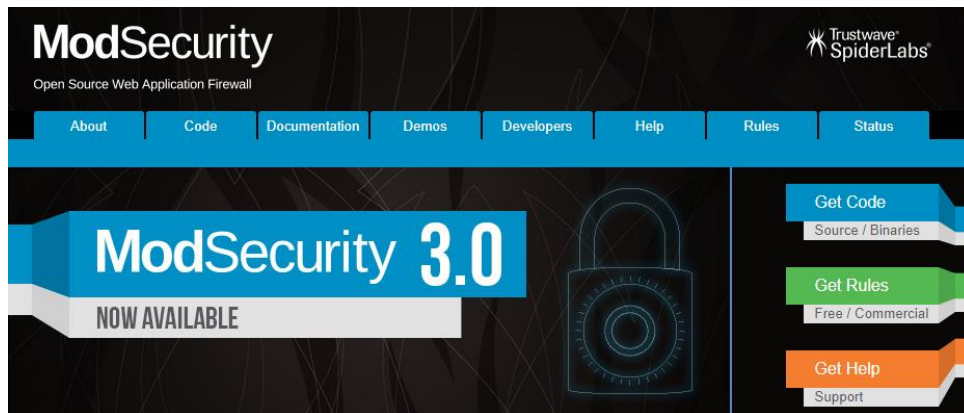 ModSecurity
Trustwave®
SpiderLabs®
Open Source Web Application Firewall
About Code Documentation Demos Developers Help Rules Status
ModSecurity 3.0
NOW AVAILABLE
Get Code
Source / Binaries
Get Rules
Free / Commercial
Get Help
Support